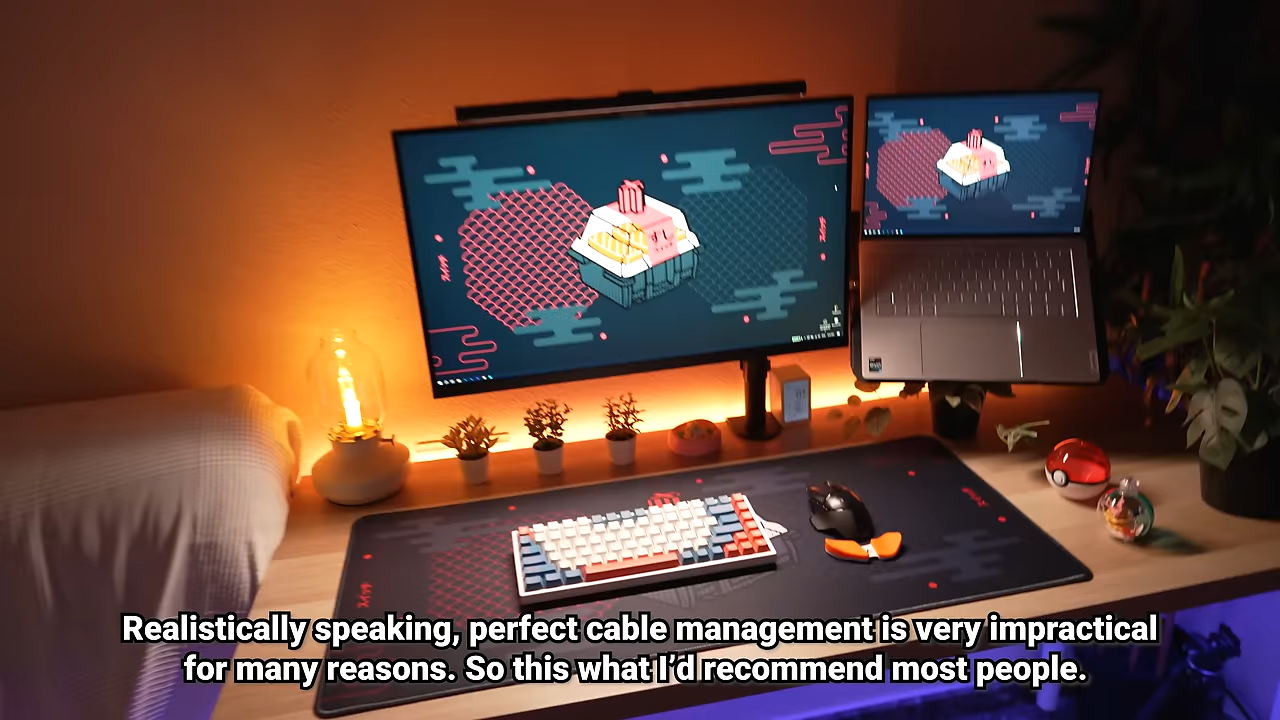 Realistically speaking, perfect cable management is very impractical
for many reasons. So this what I'd recommend most people.